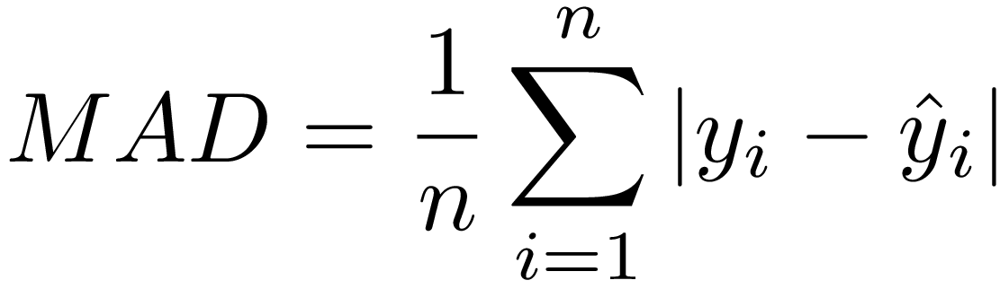 MAD = \frac{1}{n} \sum_{i=1}^{n} |y_i - \hat{y}_i|